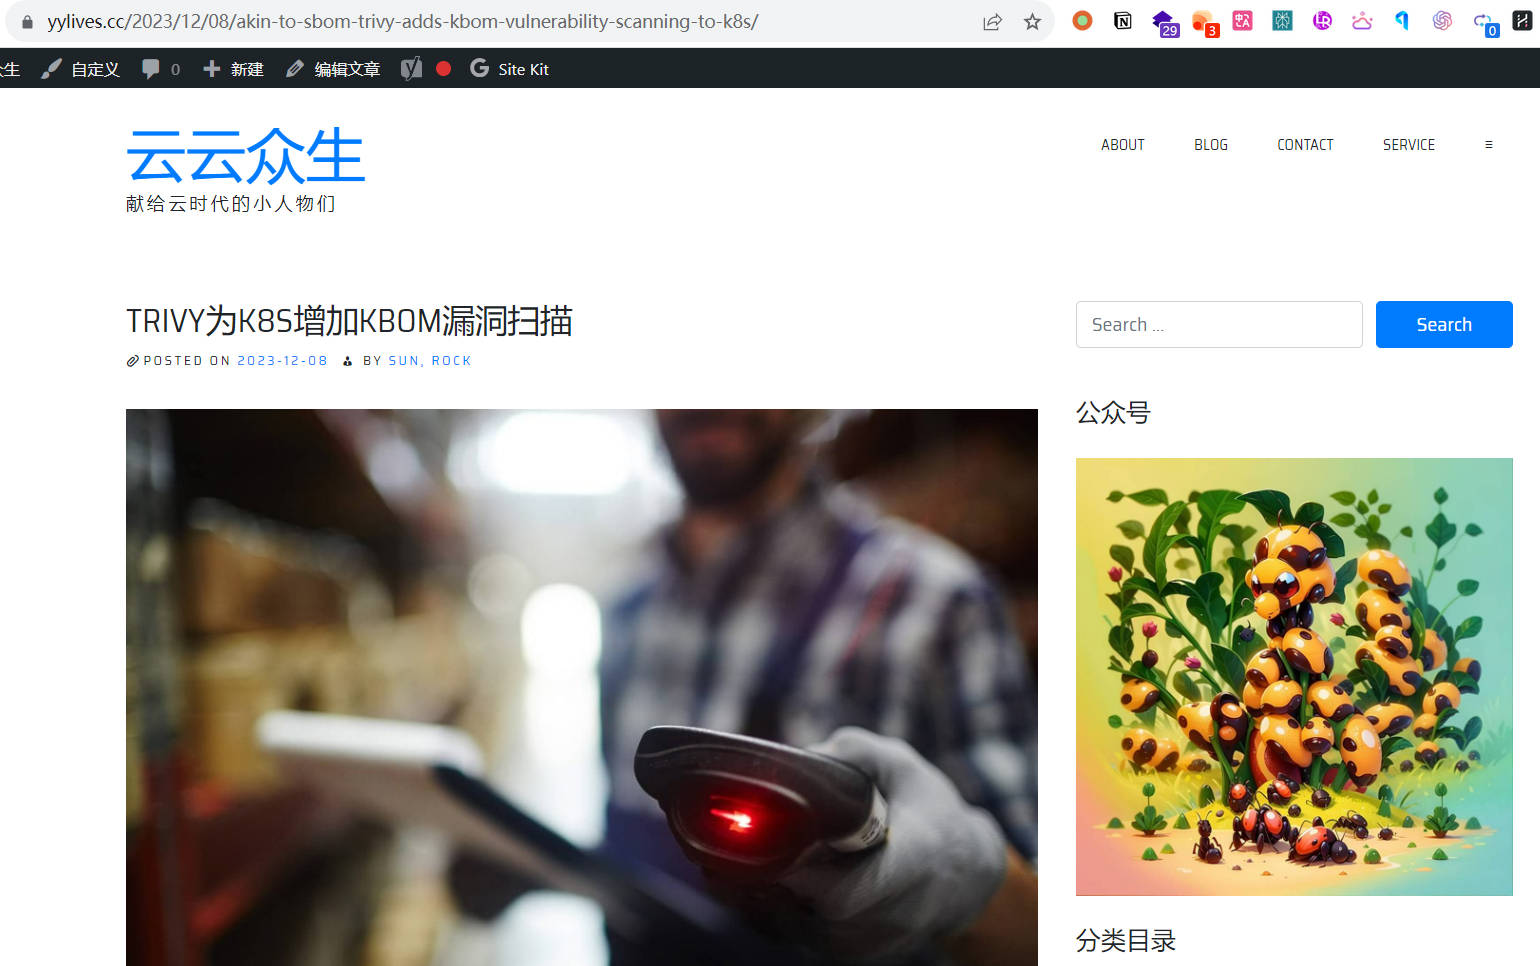 yylives.cc/2023/12/08/akin-to-sbom-trivy-adds-kbom-vulnerability-scanning-to-k8s/
29
3
0
众生 自定义 0 新建 编辑文章 Site Kit
云云众生
献给云时代的小人物们
ABOUT BLOG CONTACT SERVICE
TRIVY为K8S增加KBOM漏洞扫描
POSTED ON 2023-12-08 BY SUN, ROCK
Search ...
Search
公众号
分类目录